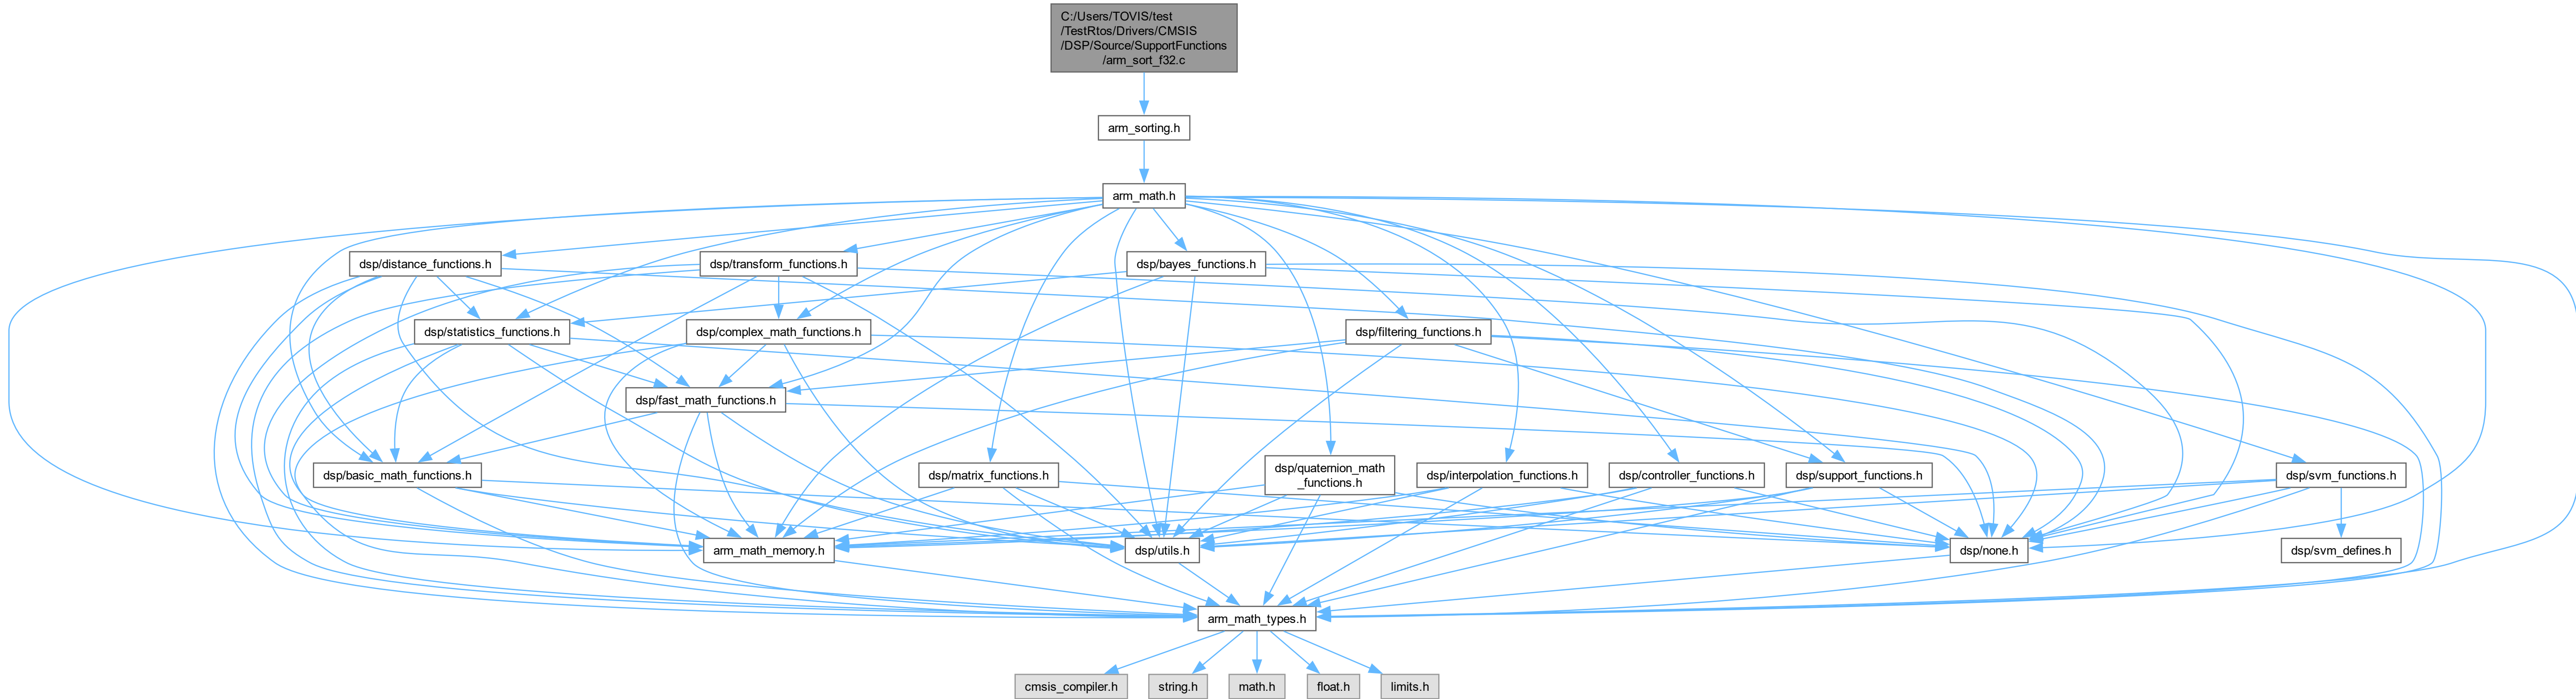 C:/Users/TOVIS/test
/TestRtos/Drivers/CMSIS
/DSP/Source/SupportFunctions
/arm_sort_f32.c
arm_sorting.h
arm_math.h
dsp/distance_functions.h
dsp/transform_functions.h
dsp/bayes_functions.h
dsp/statistics_functions.h
dsp/complex_math_functions.h
dsp/filtering_functions.h
dsp/fast_math_functions.h
dsp/basic_math_functions.h
dsp/matrix_functions.h
dsp/quaternion_math
_functions.h
dsp/interpolation_functions.h
dsp/controller_functions.h
dsp/support_functions.h
dsp/svm_functions.h
arm_math_memory.h
dsp/utils.h
dsp/none.h
dsp/svm_defines.h
arm_math_types.h
cmsis_compiler.h
string.h
math.h
float.h
limits.h